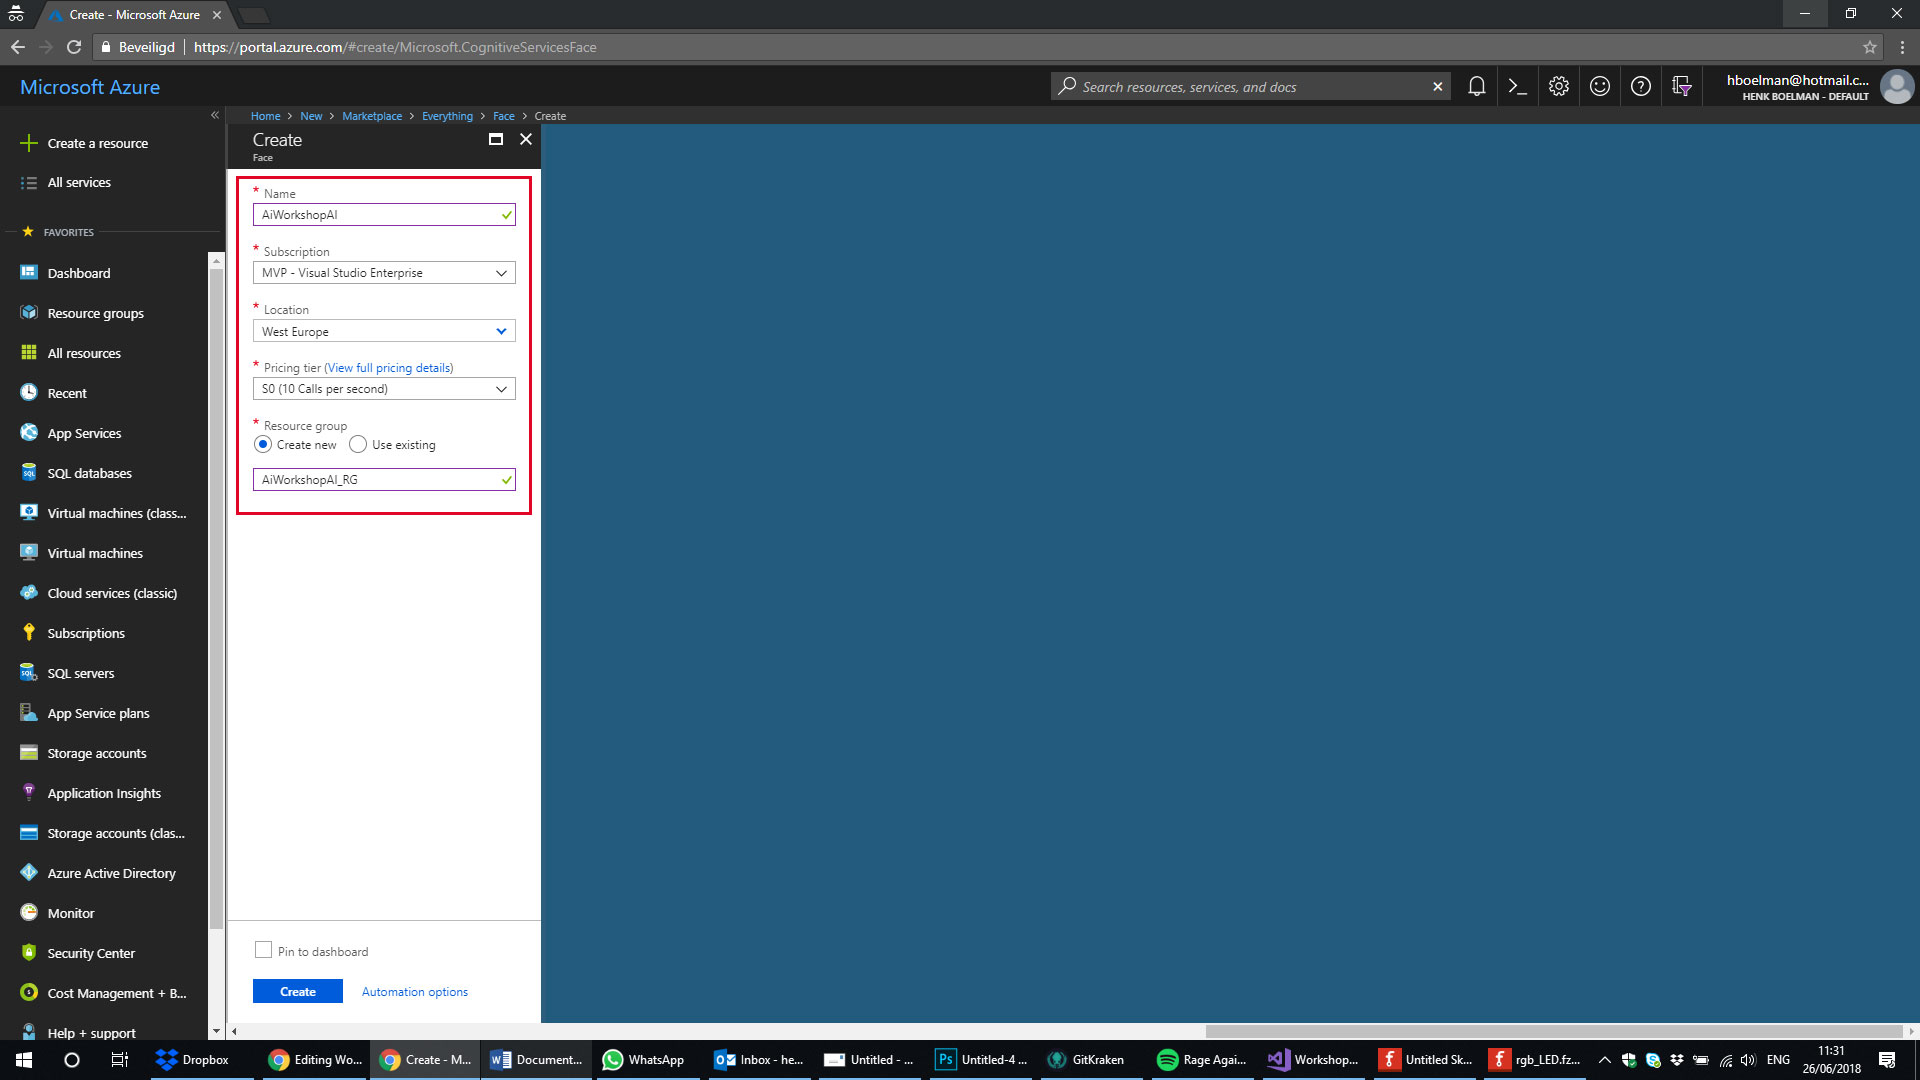 Create - Microsoft Azure
Beveiligd
https://portal.azure.com/#create/Microsoft.CognitiveServicesFace
Microsoft Azure
Search resources, services, and docs
hboelman@hotmail.c...
HENK BOELMAN - DEFAULT
Home > New > Marketplace > Everything > Face > Create
Create a resource
All services
FAVORITES
Dashboard
Resource groups
All resources
Recent
App Services
SQL databases
Virtual machines (class...
Virtual machines
Cloud services (classic)
Subscriptions
SQL servers
App Service plans
Storage accounts
Application Insights
Storage accounts (clas...
Azure Active Directory
Monitor
Security Center
Cost Management + B...
Help + support
Create
Face
* Name
AiWorkshopAI
* Subscription
MVP - Visual Studio Enterprise
* Location
West Europe
* Pricing tier (View full pricing details)
S0 (10 Calls per second)
* Resource group
Create new
Use existing
AiWorkshopAI_RG
Pin to dashboard
Create
Automation options
Dropbox
Editing Wo...
Create - M...
Document...
WhatsApp
Inbox - he...
Untitled - ...
Untitled-4 ...
GitKraken
Rage Agai...
Workshop...
Untitled Sk...
rgb_LED.fz...
ENG
11:31
26/06/2018